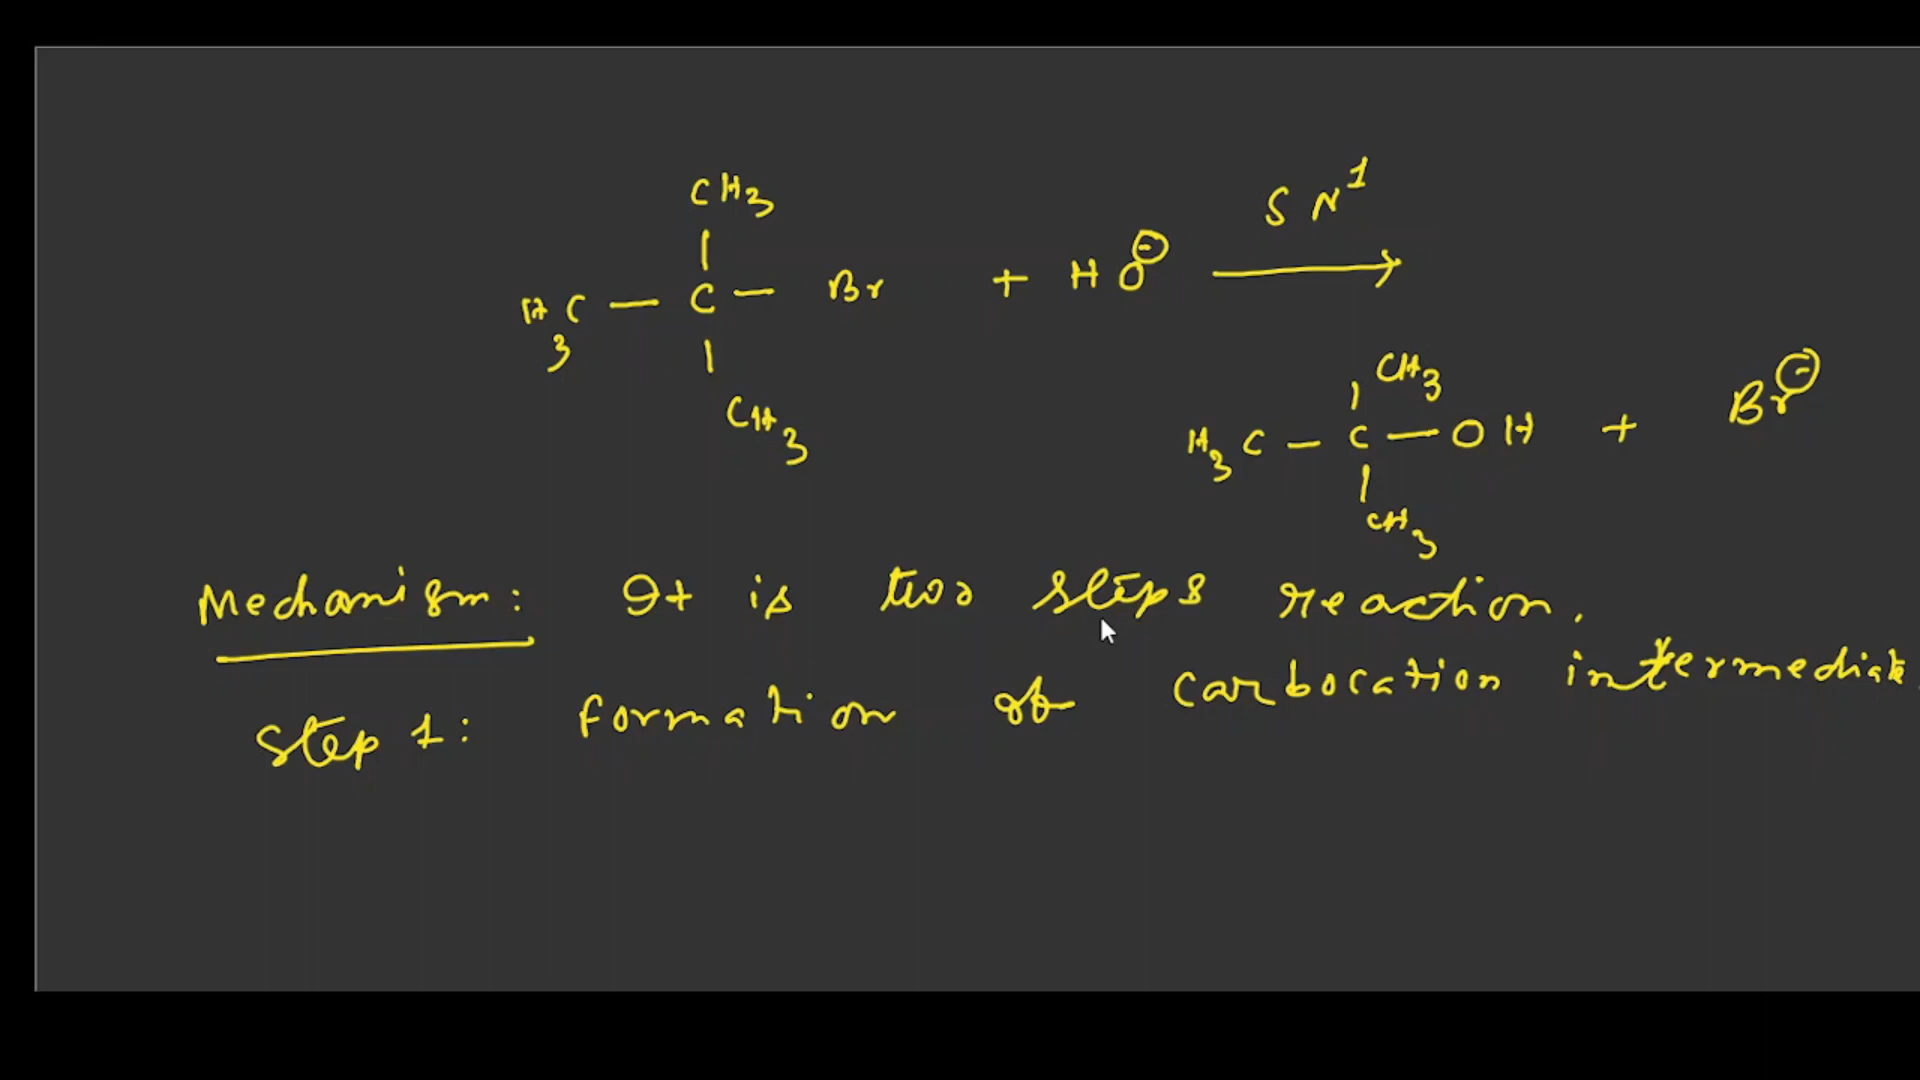 CH3
SN1
H3C — C — Br + HO⊖ ⟶
CH3
CH3
H3C — C — OH + Br⊖
CH3
Mechanism: It is two steps reaction.
Step 1: formation of carbocation intermediate